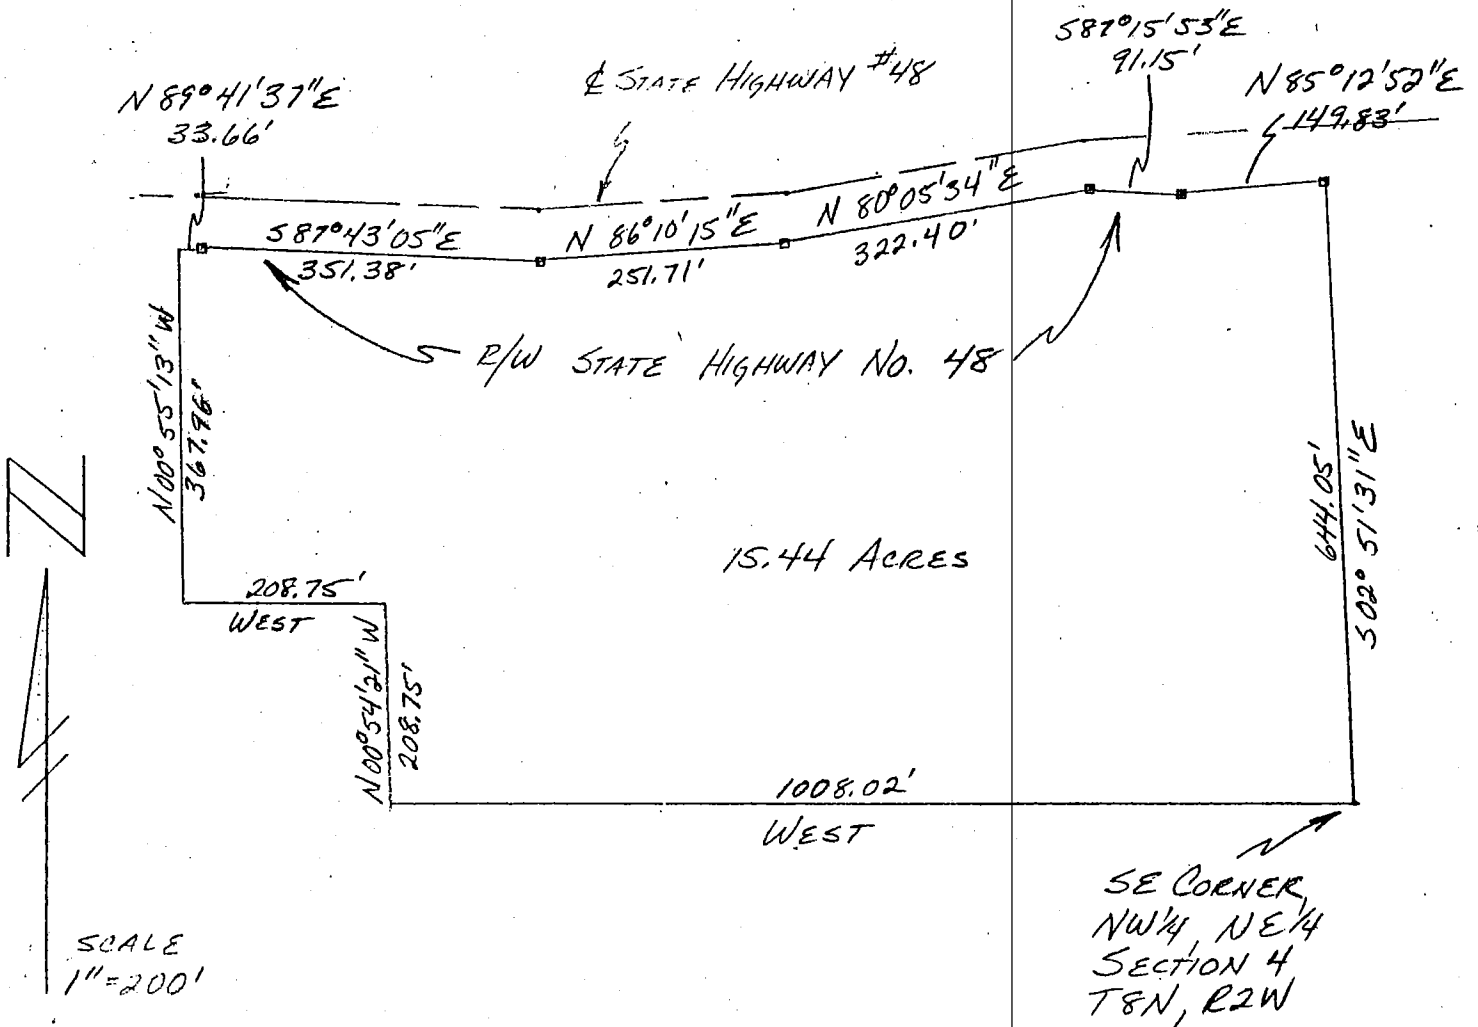 S87°15'53"E
91.15'
N85°12'52"E
149.83'
₵ STATE HIGHWAY #48
N89°41'37"E
33.66'
S87°43'05"E
351.38'
N 86°10'15"E
251.71'
N 80°05'34"E
322.40'
R/W STATE HIGHWAY No. 48
N00°55'13"W
367.96'
15.44 ACRES
644.05'
S02°51'31"E
208.75'
WEST
N00°54'21"W
208.75'
1008.02'
WEST
SE CORNER,
NW1/4, NE1/4
SECTION 4
T8N, R2W
N
SCALE
1"=200'